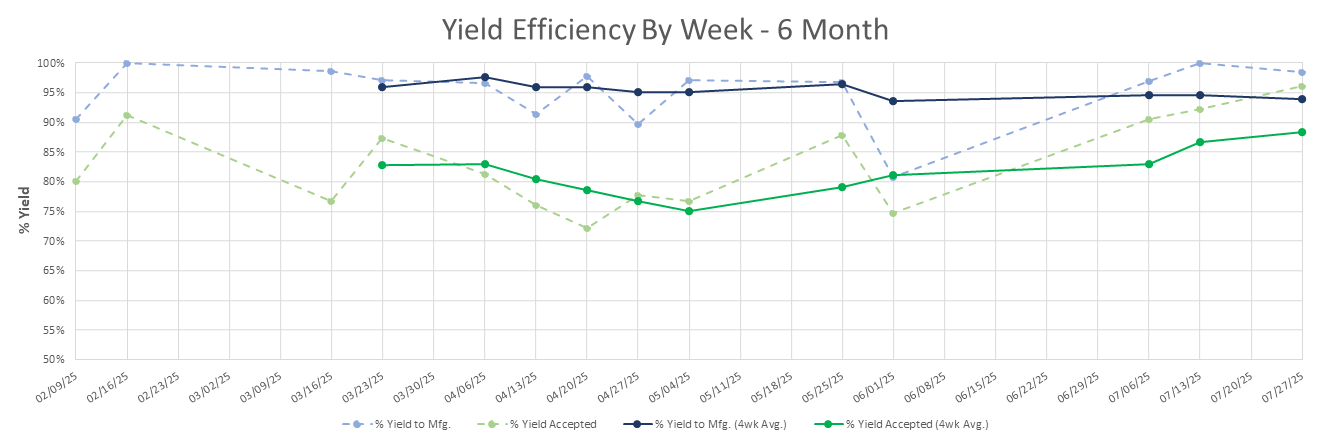 Yield Efficiency By Week - 6 Month
% Yield
100%
95%
90%
85%
80%
75%
70%
65%
60%
55%
50%
02/09/25 02/16/25 02/23/25 03/02/25 03/09/25 03/16/25 03/23/25 03/30/25 04/06/25 04/13/25 04/20/25 04/27/25 05/04/25 05/11/25 05/18/25 05/25/25 06/01/25 06/08/25 06/15/25 06/22/25 06/29/25 07/06/25 07/13/25 07/20/25 07/27/25
% Yield to Mfg. % Yield Accepted % Yield to Mfg. (4wk Avg.) % Yield Accepted (4wk Avg.)